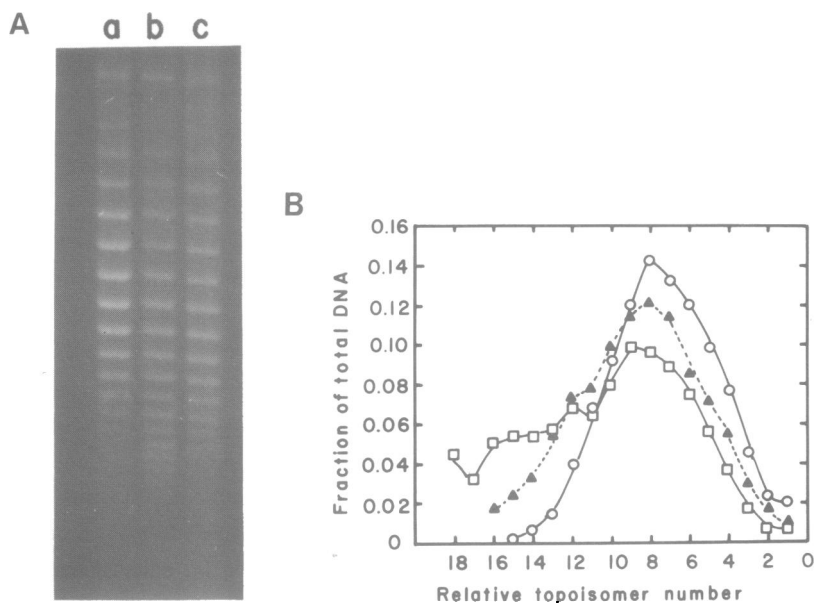 A
a b c
B
Fraction of total DNA
0.16
0.14
0.12
0.10
0.08
0.06
0.04
0.02
0
18 16 14 12 10 8 6 4 2 0
Relative topoisomer number